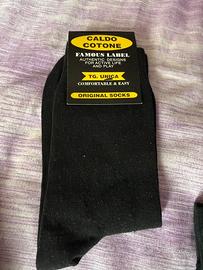 CALDO
COTONE
FAMOUS LABEL
AUTHENTIC DESIGNS
FOR ACTIVE LIFE
AND PLAY
TG. UNICA
COMFORTABLE & EASY
ORIGINAL SOCKS